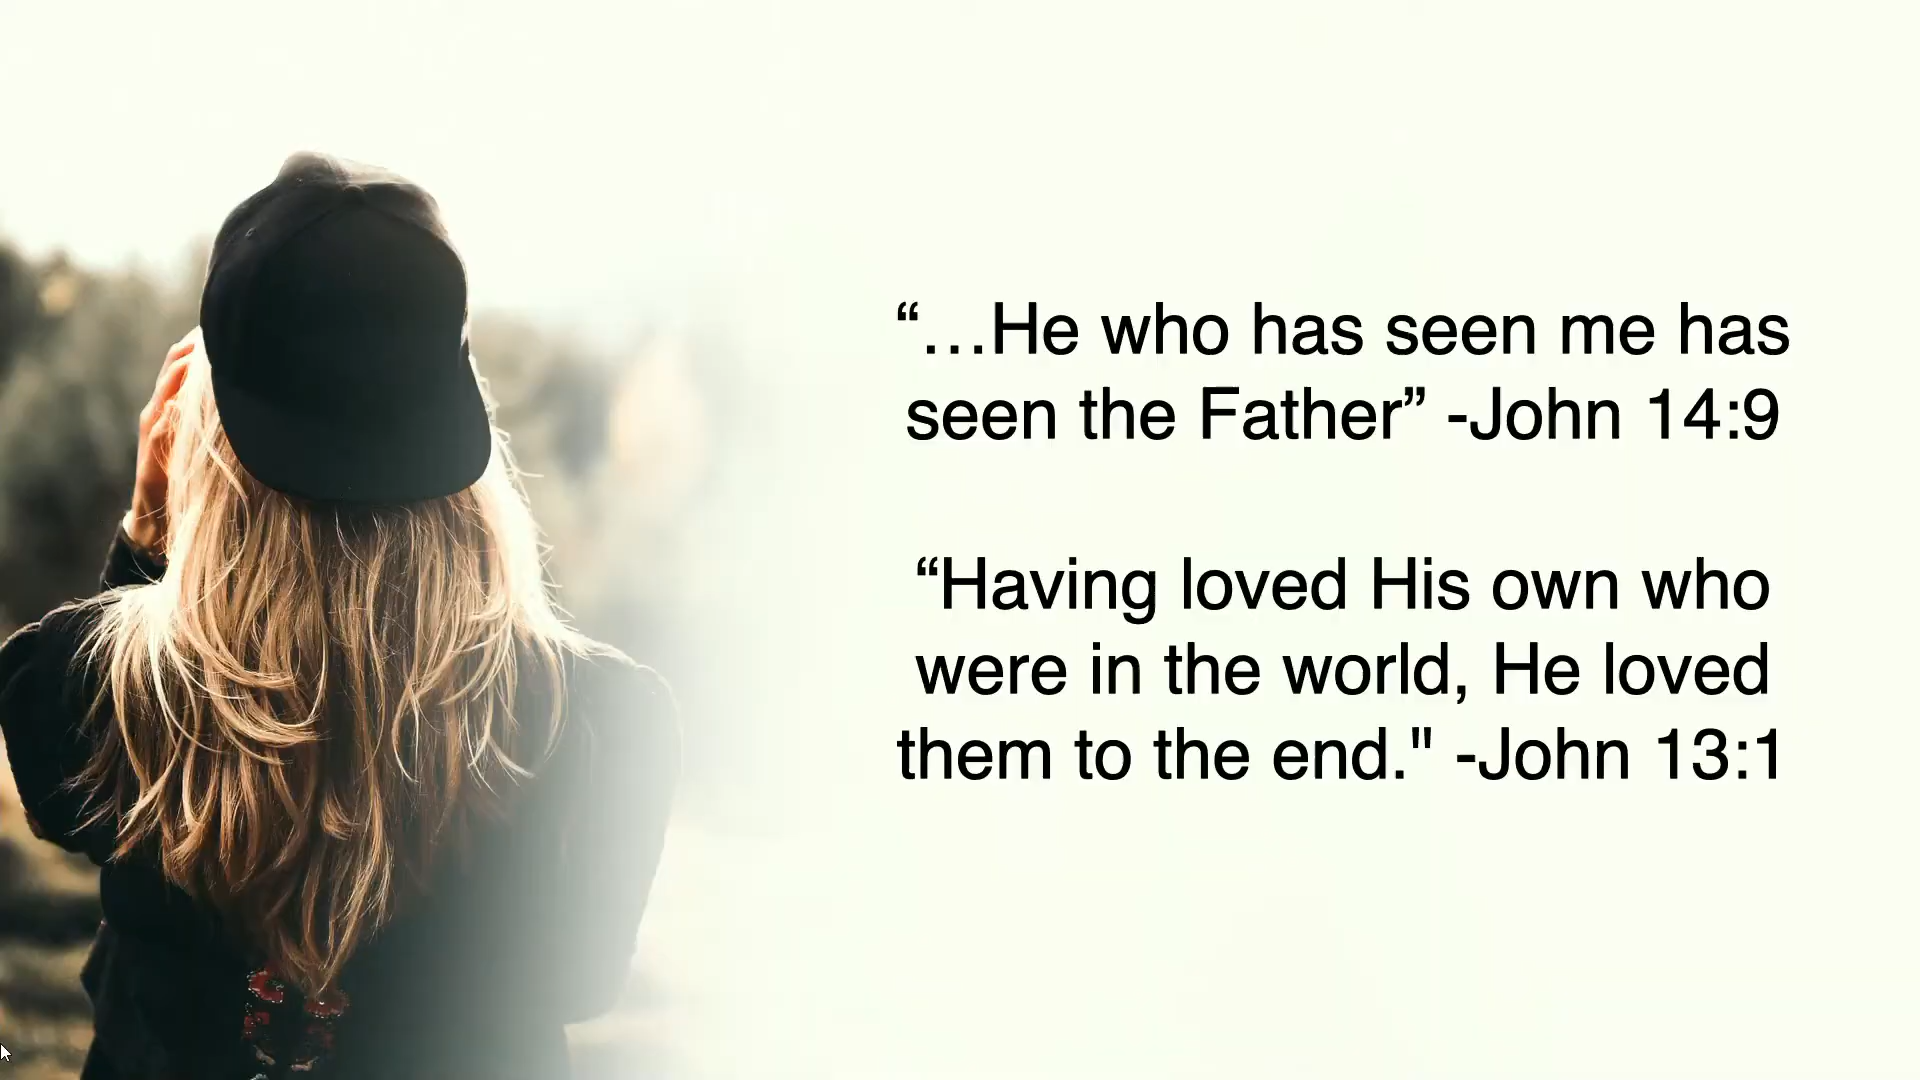 “…He who has seen me has
seen the Father” -John 14:9
“Having loved His own who
were in the world, He loved
them to the end." -John 13:1